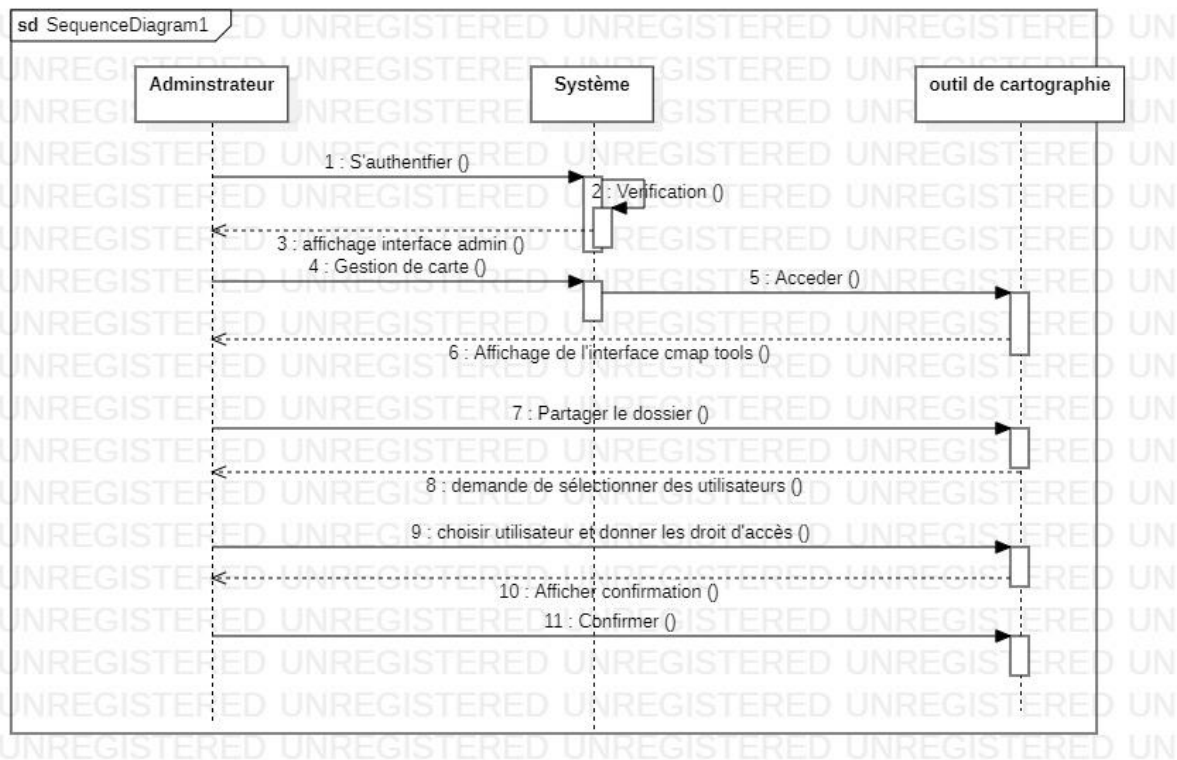 sd SequenceDiagram1
Adminstrateur
Système
outil de cartographie
1 : S'authentfier ()
2 : Verification ()
3 : affichage interface admin ()
4 : Gestion de carte ()
5 : Acceder ()
6 : Affichage de l'interface cmap tools ()
7 : Partager le dossier ()
8 : demande de sélectionner des utilisateurs ()
9 : choisir utilisateur et donner les droit d'accès ()
10 : Afficher confirmation ()
11 : Confirmer ()
UNREGISTERED